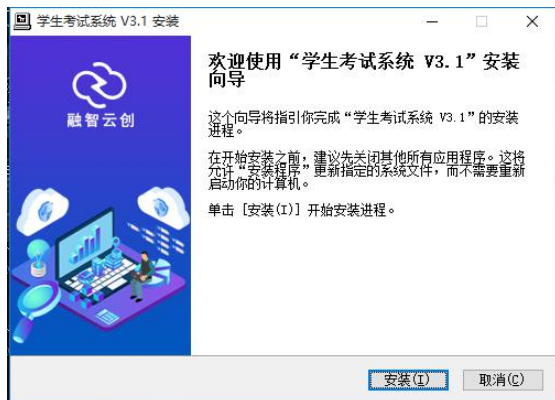 学生考试系统 V3.1 安装
融智云创
欢迎使用“学生考试系统 V3.1”安装
向导
这个向导将指引你完成“学生考试系统 V3.1”的安装
进程。
在开始安装之前，建议先关闭其他所有应用程序。这将
允许“安装程序”更新指定的系统文件，而不需要重新
启动你的计算机。
单击 [安装(I)] 开始安装进程。
安装(I)
取消(C)